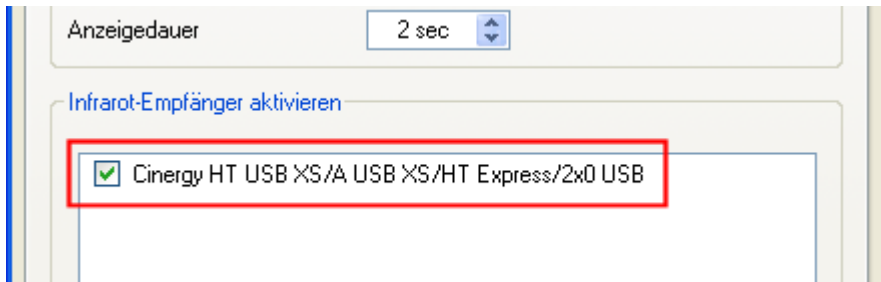 Anzeigedauer 2 sec
Infrarot-Empfänger aktivieren
Cinergy HT USB XS/A USB XS/HT Express/2x0 USB